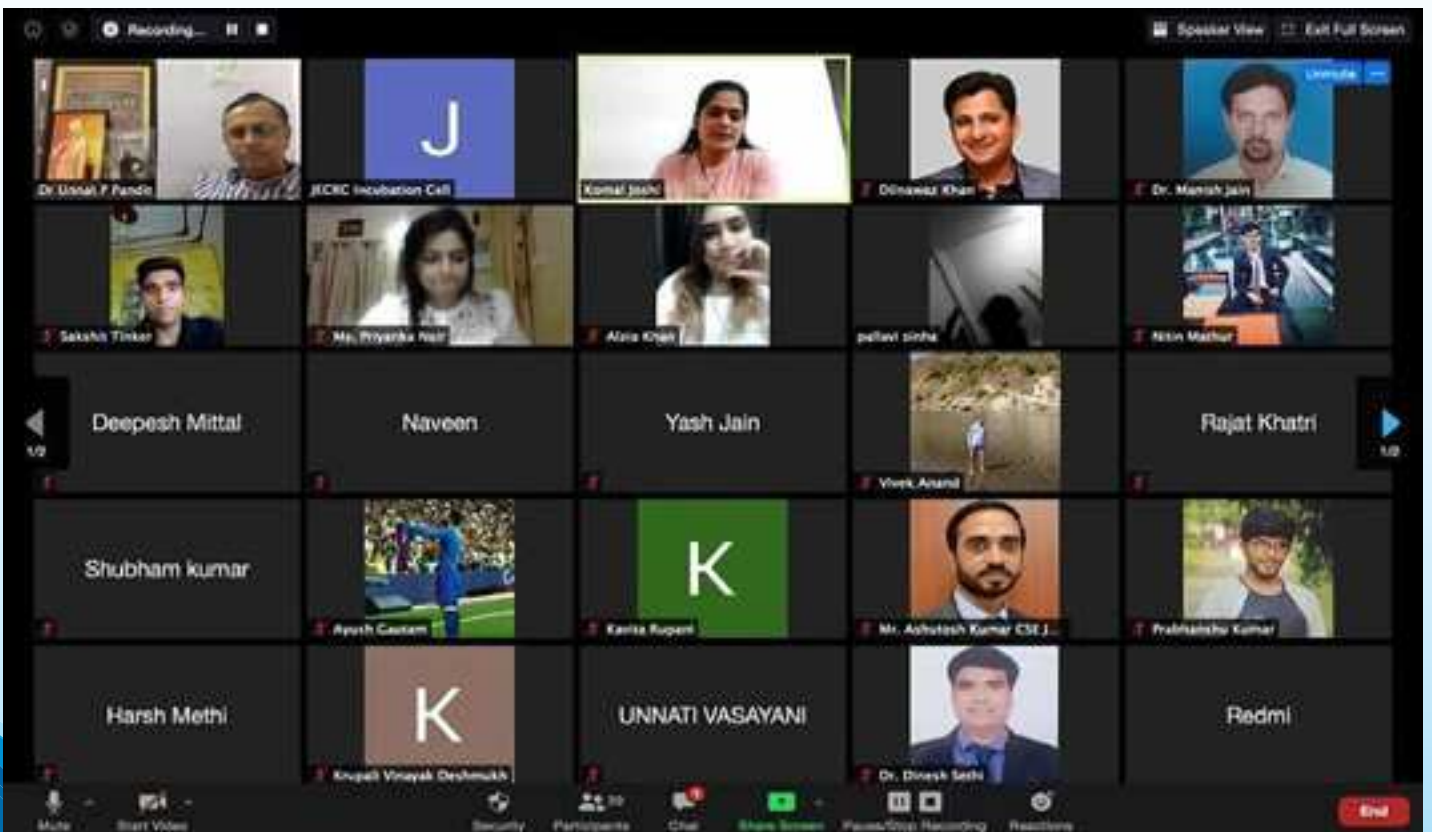 Recording...
Speaker View
Exit Full Screen
Dr Unnat P Pandit
J
JECRC Incubation Cell
Komal Joshi
Dilnawaz Khan
Unmute
Dr. Manish Jain
Sakshit Tinker
Ms. Priyanka Nair
Khan
pallavi sinha
Nitin Mathur
Deepesh Mittal
Naveen
Yash Jain
Vivek Anand
Rajat Khatri
1/2
1/2
Shubham kumar
Ayush Gautam
K
Kavita Rupani
Mr. Ashutosh Kumar CSE J...
Prabhanshu Kumar
Harsh Methi
K
Krupali Vinayak Deshmukh
UNNATI VASAYANI
Dr. Dinesh Sethi
Redmi
Mute
Start Video
Security
Participants
Chat
Share Screen
Pause/Stop Recording
Reactions
End